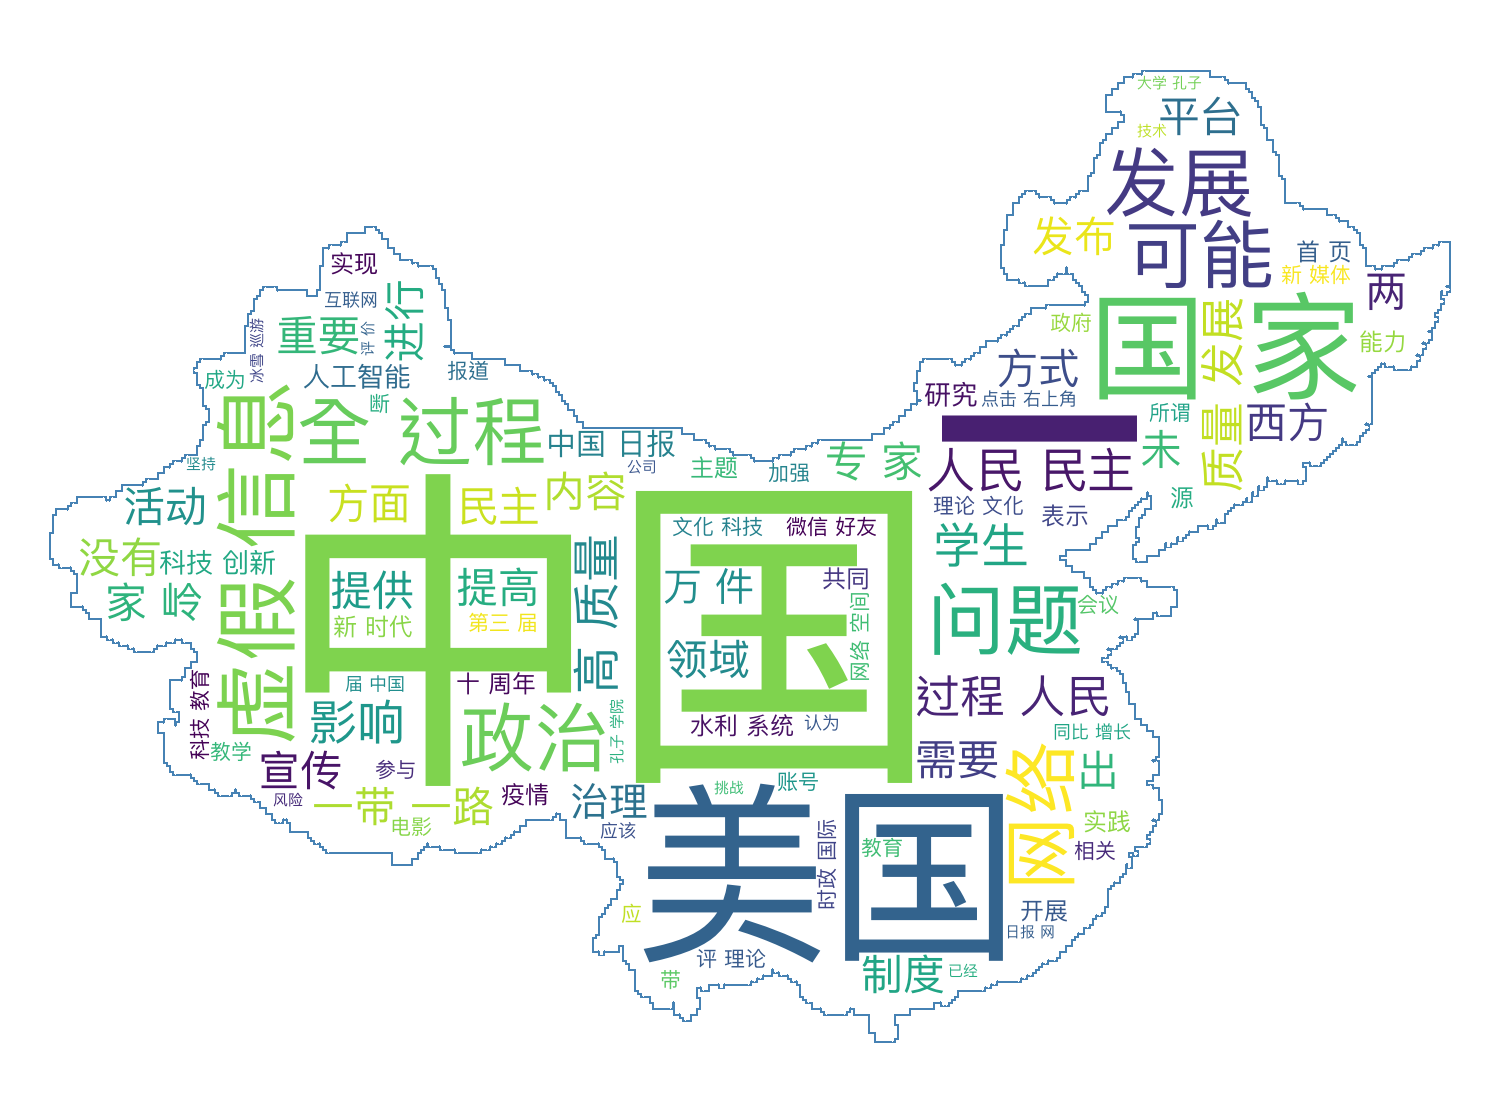 大学 孔子
平台
技术
发展
发布
可能
首 页
新 媒体
两
实现
互联网
进行
重要
评 价
冰雪 巡游
国家
政府
发展
能力
方式
成为
人工智能
报道
研究
点击 右上角
断
所谓
质量
西方
信息
全 过程
一
中国 日报
公司
主题
加强
专 家
人民 民主
未
坚持
活动
方面
民主
内容
理论 文化
表示
源
中国
文化 科技
微信 好友
学生
没有
科技 创新
高 质量
提供
提高
万 件
共同
家 岭
虚假
新 时代
第三 届
网络 空间
问题
会议
领域
届 中国
十 周年
过程 人民
科技 教育
影响
政治
孔子 学院
水利 系统
认为
同比 增长
教学
宣传
参与
需要
网络
出
风险
一带 一路
疫情
治理
挑战
账号
美国
电影
应该
时政 国际
教育
实践
相关
应
开展
日报 网
评 理论
制度
已经
带